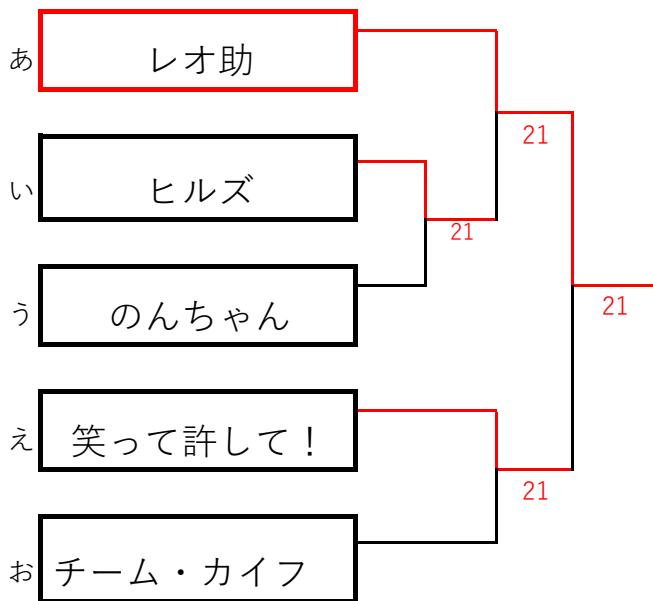 あ レオ助
21
い ヒルズ
21
う のんちゃん
21
え 笑って許して！
21
お チーム・カイフ